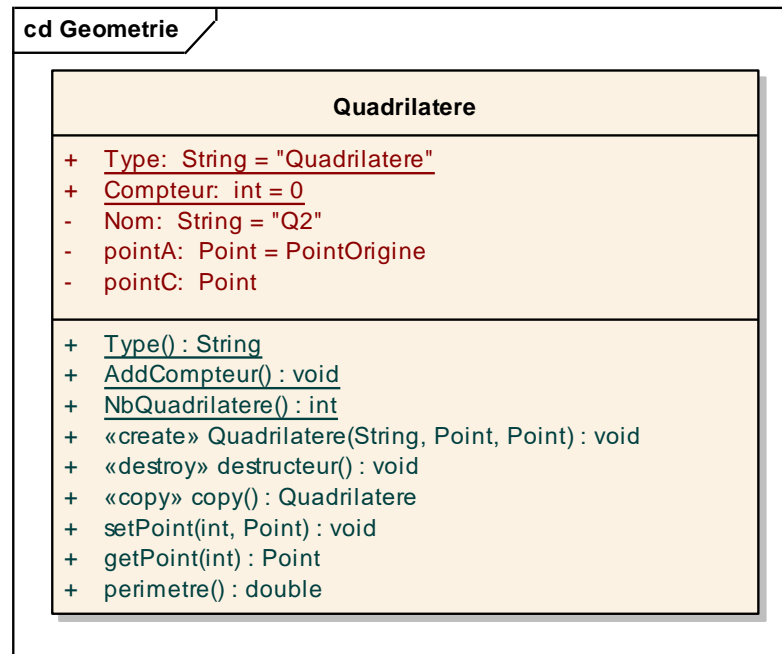 cd Geometrie
Quadrilatere
+ Type: String = "Quadrilatere"
+ Compteur: int = 0
- Nom: String = "Q2"
- pointA: Point = PointOrigine
- pointC: Point
+ Type() : String
+ AddCompteur() : void
+ NbQuadrilatere() : int
+ «create» Quadrilatere(String, Point, Point) : void
+ «destroy» destructeur() : void
+ «copy» copy() : Quadrilatere
+ setPoint(int, Point) : void
+ getPoint(int) : Point
+ perimetre() : double